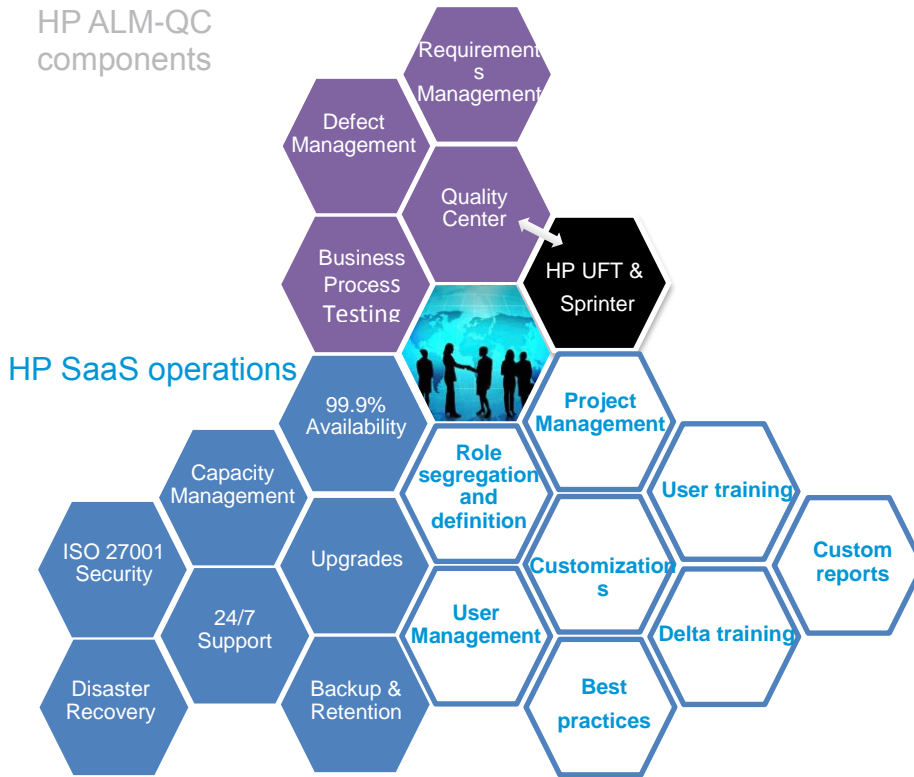 HP ALM-QC
components
Requirement
s
Management
Defect
Management
Quality
Center
Business
Process
Testing
HP UFT &
Sprinter
HP SaaS operations
99.9%
Availability
Project
Management
Role
segregation
and
definition
Capacity
Management
User training
ISO 27001
Security
Upgrades
Customization
s
Custom
reports
24/7
Support
User
Management
Delta training
Disaster
Recovery
Backup &
Retention
Best
practices